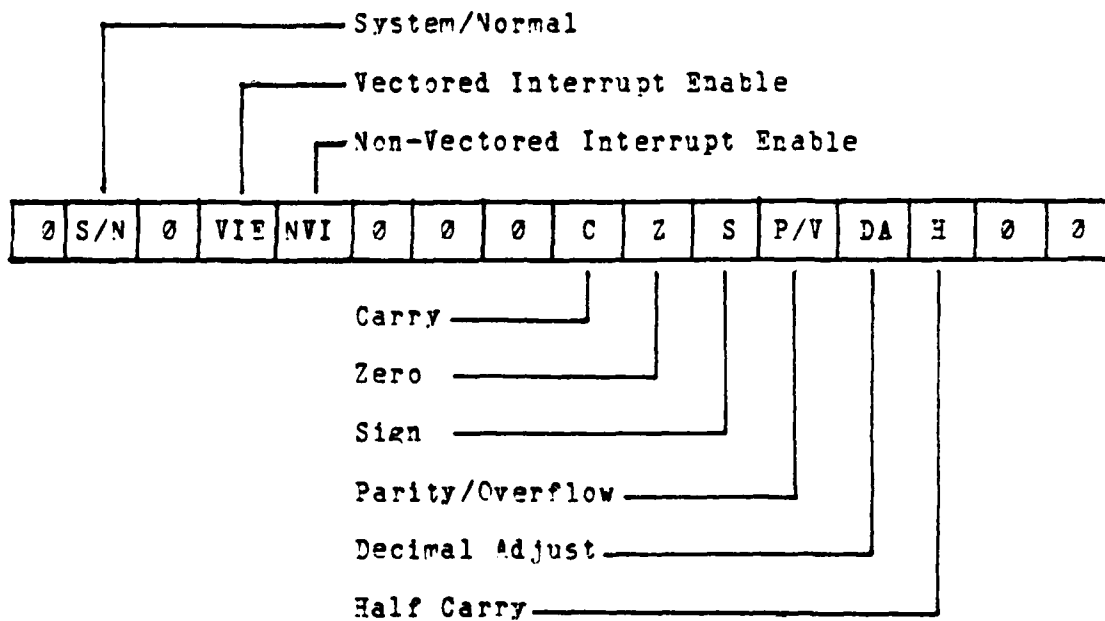 System/Normal
Vectored Interrupt Enable
Non-Vectored Interrupt Enable
0 S/N 0 VIE NVI 0 0 0 C Z S P/V DA H 0 0
Carry
Zero
Sign
Parity/Overflow
Decimal Adjust
Half Carry